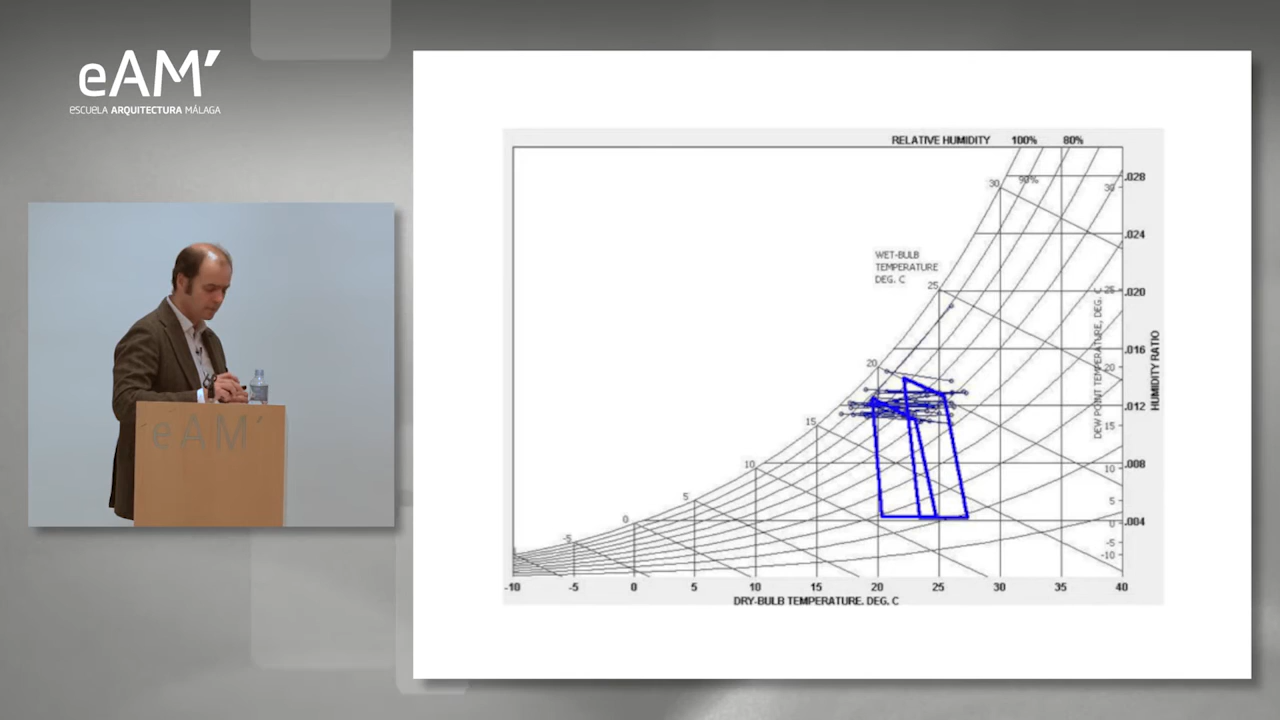 eAM'
escuela ARQUITECTURA MÁLAGA
eAM'
RELATIVE HUMIDITY 100% 80%
90%
30 30 .028
.024
WET-BULB
TEMPERATURE
DEG. C
25 25 .020
20 20 .016
15 15 .012
10 10 .008
5 5
0 0 .004
-5 -5
-10
DEW POINT TEMPERATURE, DEG. C
HUMIDITY RATIO
-10 -5 0 5 10 15 20 25 30 35 40
DRY-BULB TEMPERATURE. DEG. C